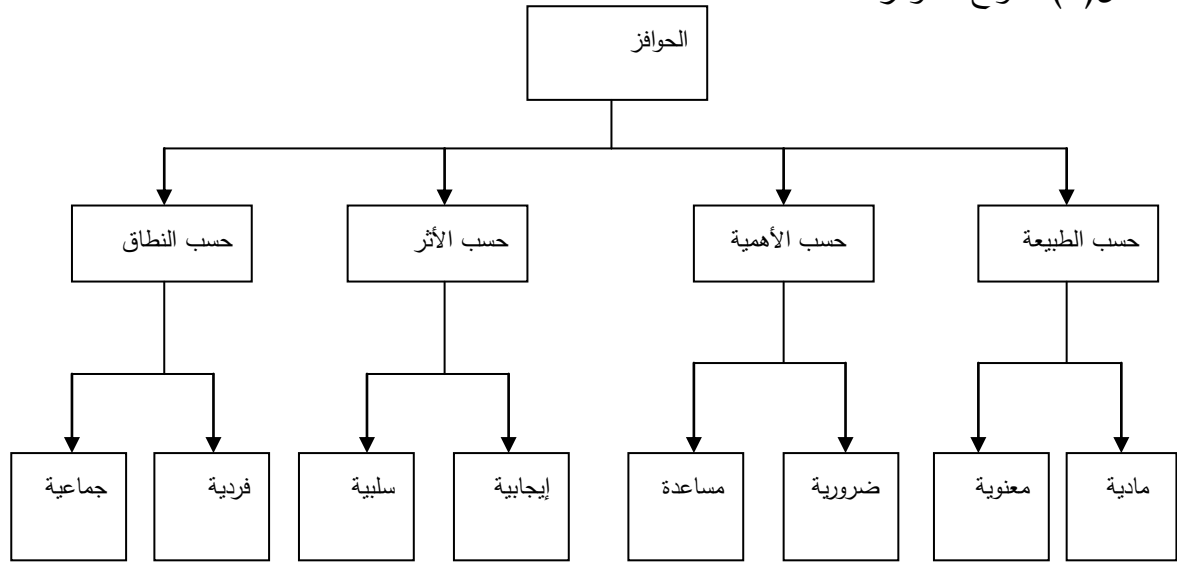 الحوافز
حسب الطبيعة
حسب الأهمية
حسب الأثر
حسب النطاق
مادية
معنوية
ضرورية
مساعدة
إيجابية
سلبية
فردية
جماعية